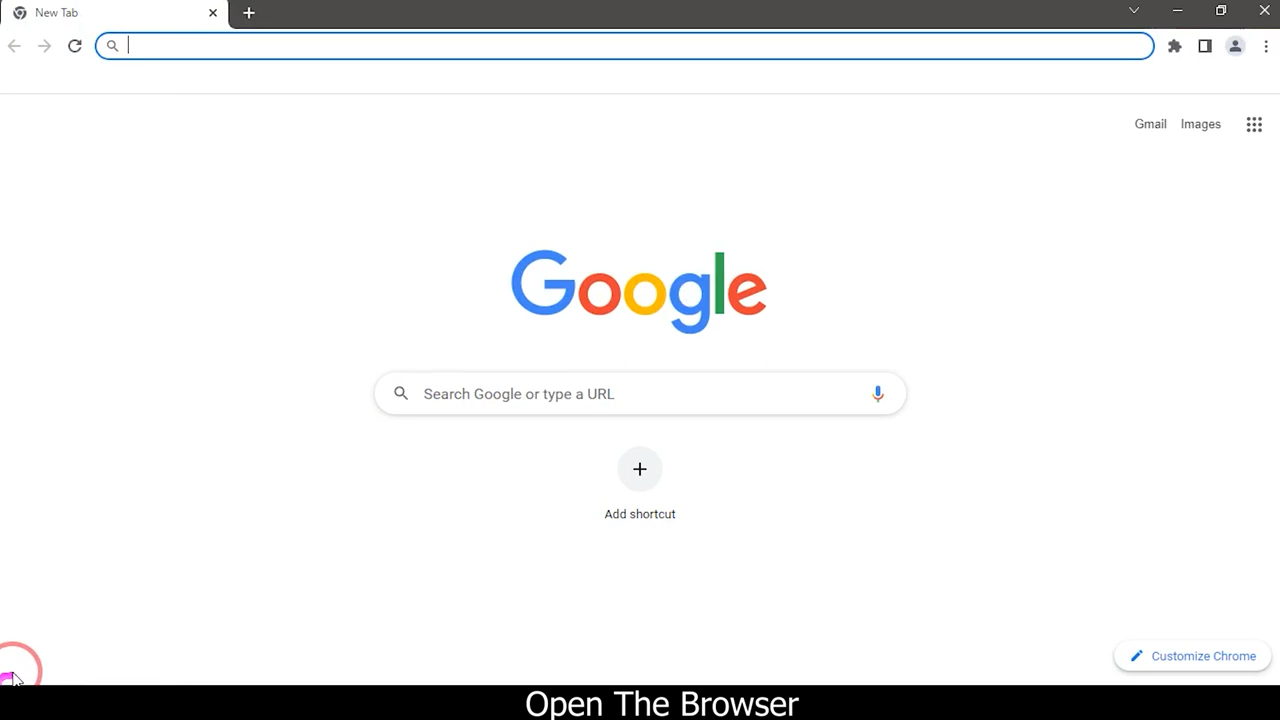 New Tab
Gmail Images
Google
Search Google or type a URL
Add shortcut
Customize Chrome
Open The Browser